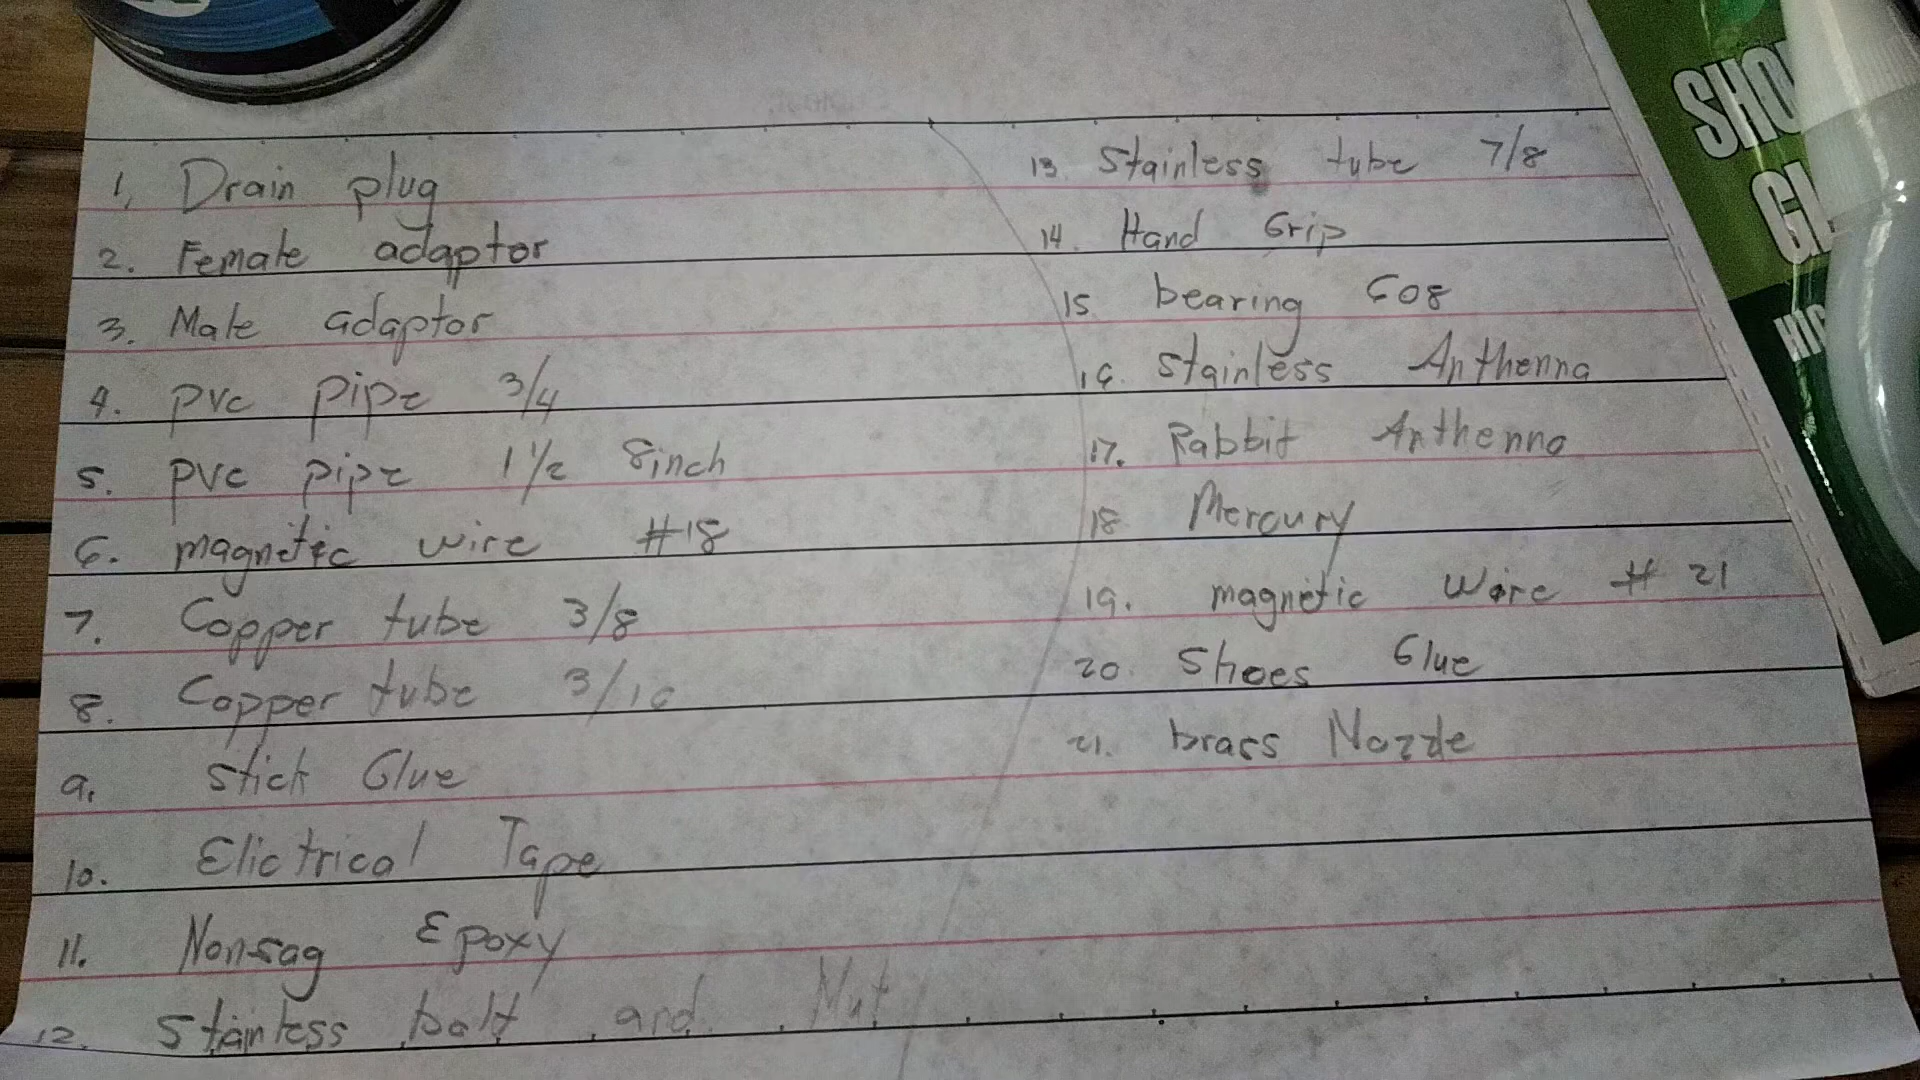 1. Drain plug
2. Female adaptor
3. Male adaptor
4. pvc pipe 3/4
5. pvc pipe 1 1/2 8inch
6. magnetic wire #18
7. Copper tube 3/8
8. Copper tube 3/16
9. stick Glue
10. Elictrical Tape
11. Nonsag Epoxy
12. Stainless bolt and Nut
13. Stainless tube 7/8
14. Hand Grip
15 bearing 608
16. Stainless Anthenna
17. Rabbit Anthenna
18 Mercury
19. magnetic wire # 21
20. Shoes Glue
21. brass Nozzle
SHO
GL